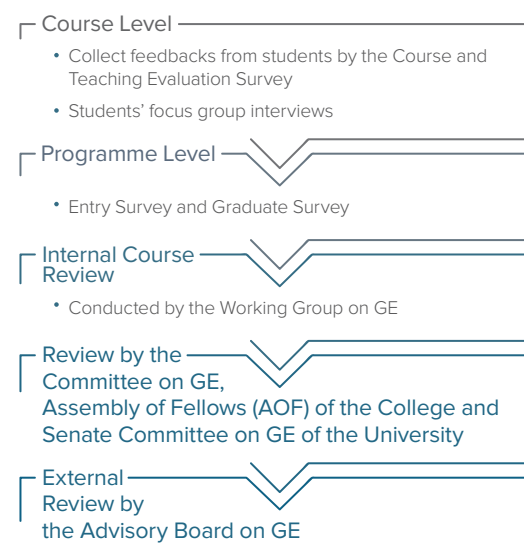 Course Level
• Collect feedbacks from students by the Course and
Teaching Evaluation Survey
• Students' focus group interviews
Programme Level
• Entry Survey and Graduate Survey
Internal Course
Review
• Conducted by the Working Group on GE
Review by the
Committee on GE,
Assembly of Fellows (AOF) of the College and
Senate Committee on GE of the University
External
Review by
the Advisory Board on GE